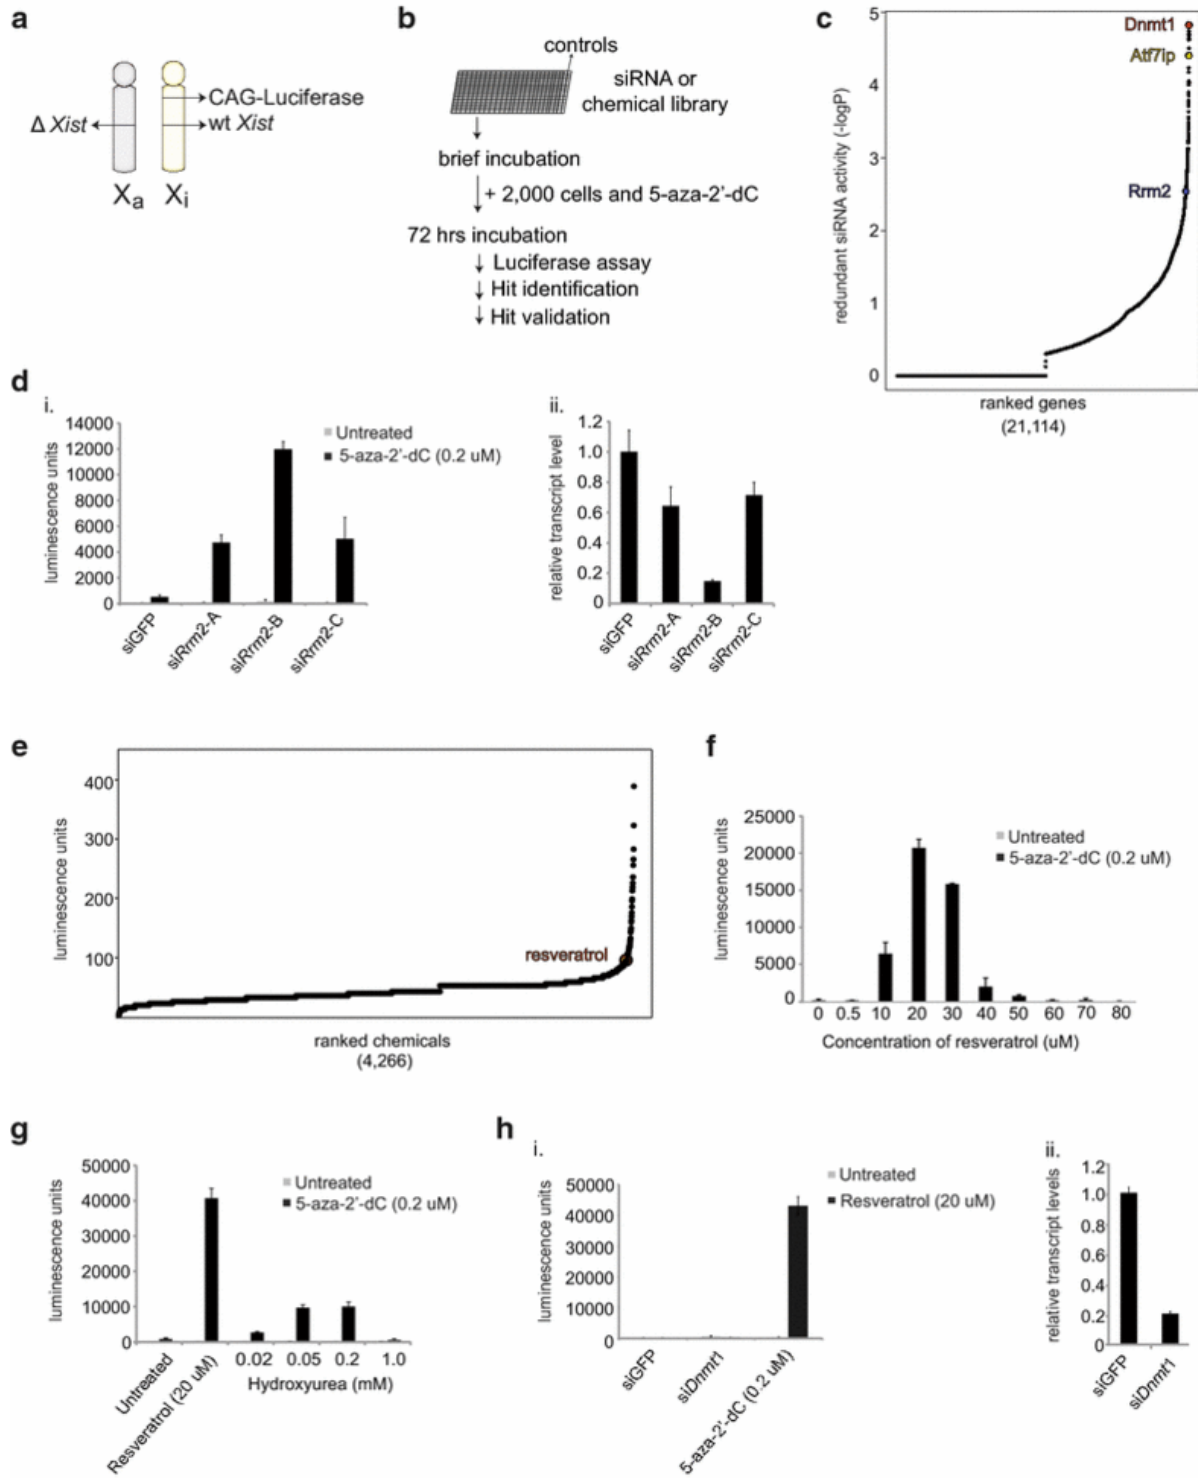 a
Δ Xist
CAG-Luciferase
wt Xist
Xa
Xi
b
controls
siRNA or
chemical library
brief incubation
+ 2,000 cells and 5-aza-2'-dC
72 hrs incubation
Luciferase assay
Hit identification
Hit validation
c
redundant siRNA activity (-logP)
5
4
3
2
1
0
Dnmt1
Atf7ip
Rrm2
ranked genes
(21,114)
d
i.
luminescence units
14000
12000
10000
8000
6000
4000
2000
0
Untreated
5-aza-2'-dC (0.2 uM)
siGFP
siRrm2-A
siRrm2-B
siRrm2-C
ii.
relative transcript level
1.2
1.0
0.8
0.6
0.4
0.2
0
siGFP
siRrm2-A
siRrm2-B
siRrm2-C
e
luminescence units
400
300
200
100
resveratrol
ranked chemicals
(4,266)
f
luminescence units
25000
20000
15000
10000
5000
0
Untreated
5-aza-2'-dC (0.2 uM)
0 0.5 10 20 30 40 50 60 70 80
Concentration of resveratrol (uM)
g
luminescence units
50000
40000
30000
20000
10000
0
Untreated
5-aza-2'-dC (0.2 uM)
Untreated
Resveratrol (20 uM)
0.02 0.05 0.2 1.0
Hydroxyurea (mM)
h
i.
luminescence units
50000
40000
30000
20000
10000
0
Untreated
Resveratrol (20 uM)
siGFP
siDnmt1
5-aza-2'-dC (0.2 uM)
ii.
relative transcript levels
1.2
1.0
0.8
0.6
0.4
0.2
0
siGFP
siDnmt1